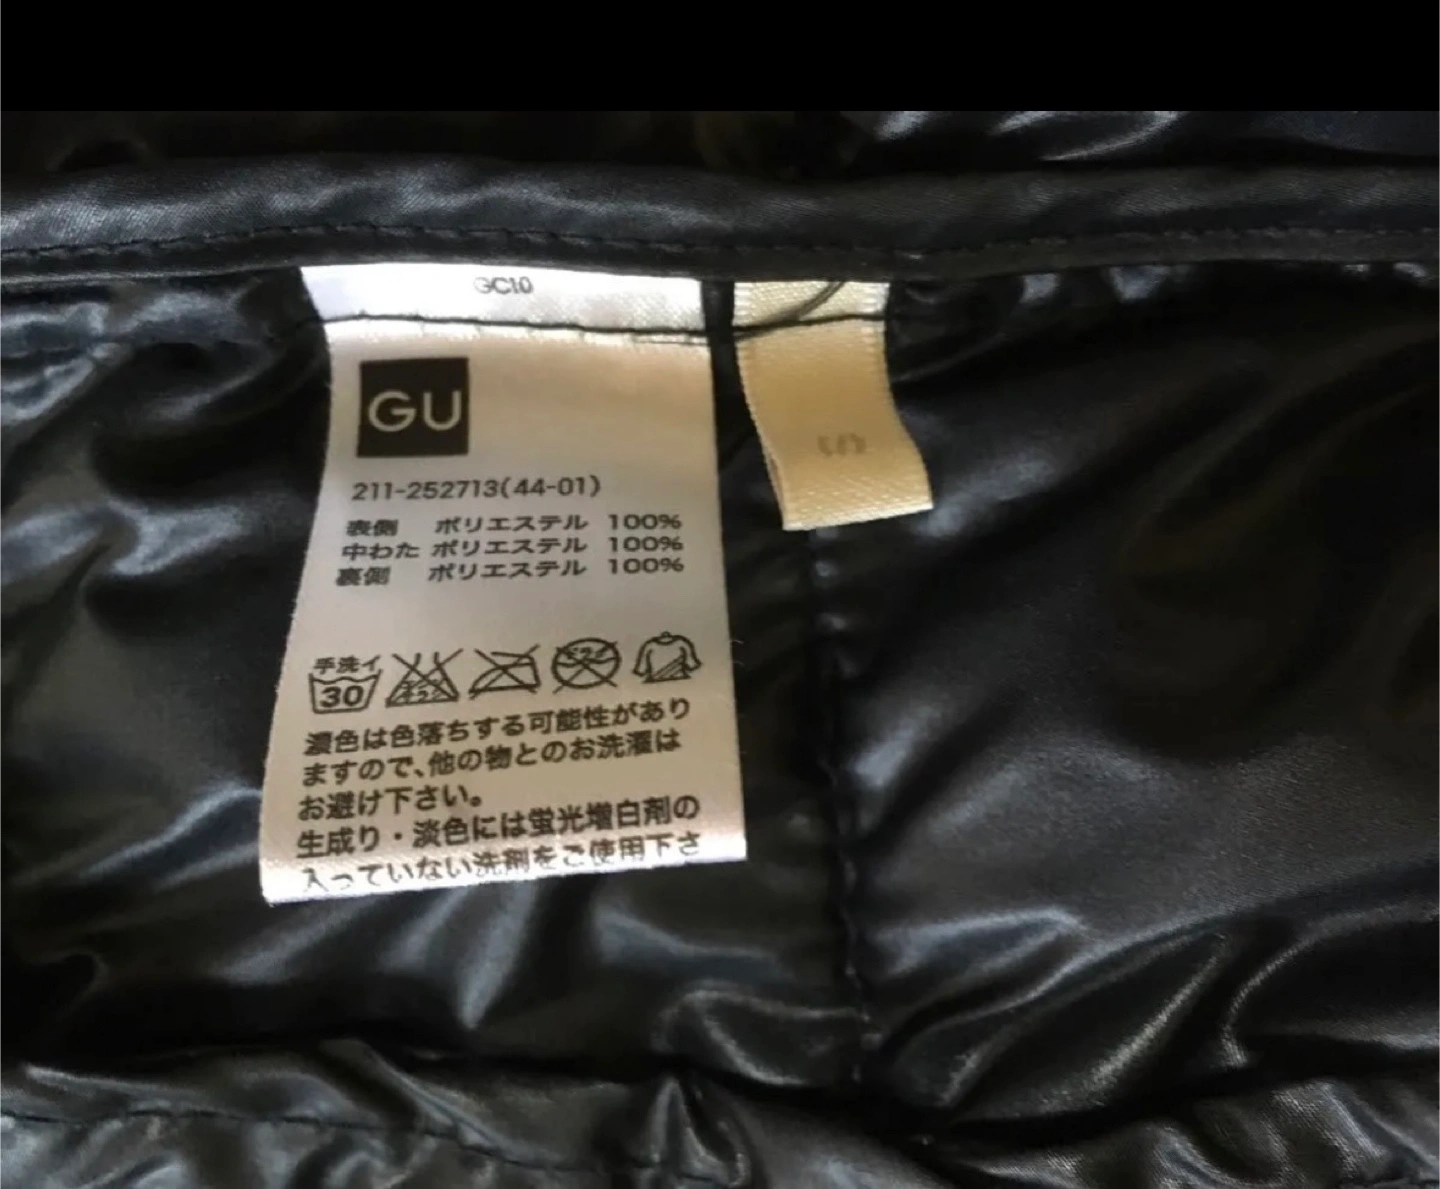 GC10
GU
211-252713(44-01)
表側 ポリエステル 100%
中わた ポリエステル 100%
裏側 ポリエステル 100%
手洗イ
30
濃色は色落ちする可能性があり
ますので、他の物とのお洗濯は
お避け下さい。
生成り・淡色には蛍光増白剤の
入っていない洗剤をご使用下さ